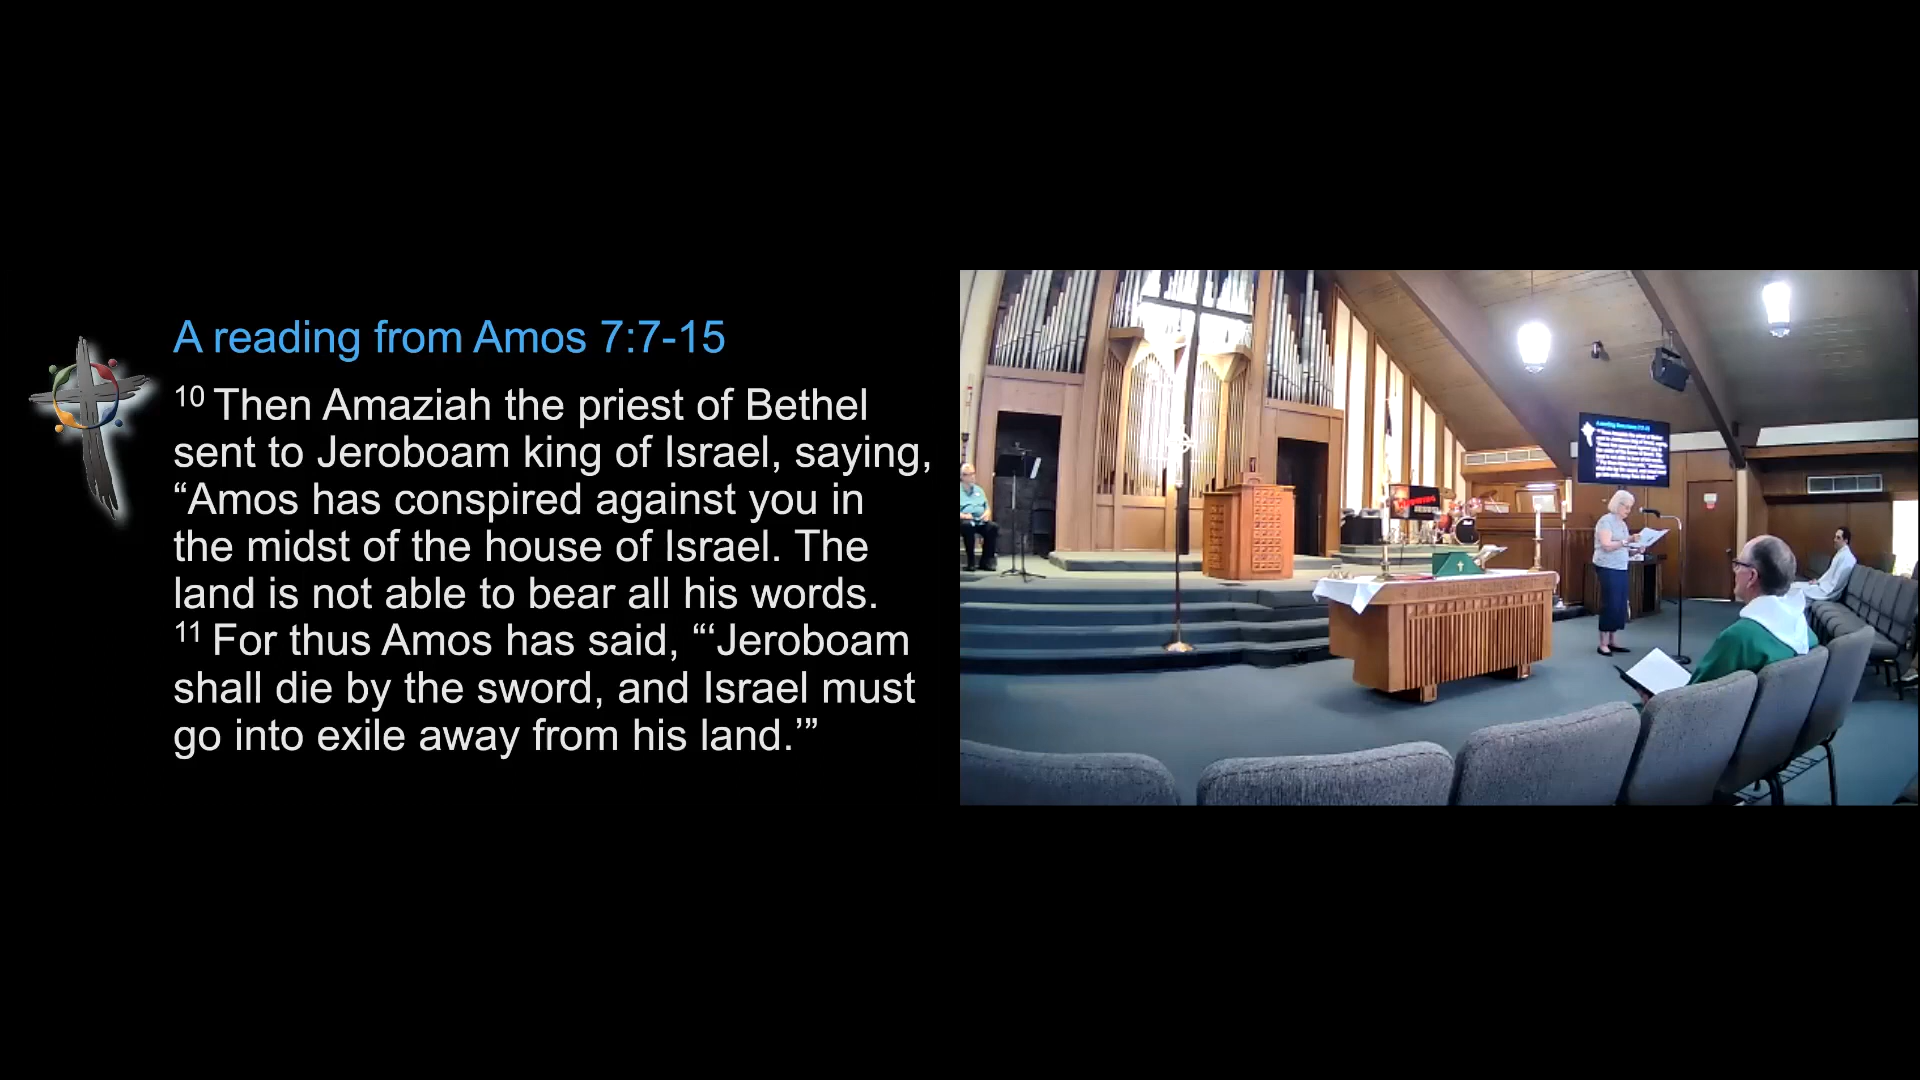 A reading from Amos 7:7-15
10 Then Amaziah the priest of Bethel
sent to Jeroboam king of Israel, saying,
“Amos has conspired against you in
the midst of the house of Israel. The
land is not able to bear all his words.
11 For thus Amos has said, “‘Jeroboam
shall die by the sword, and Israel must
go into exile away from his land.’”